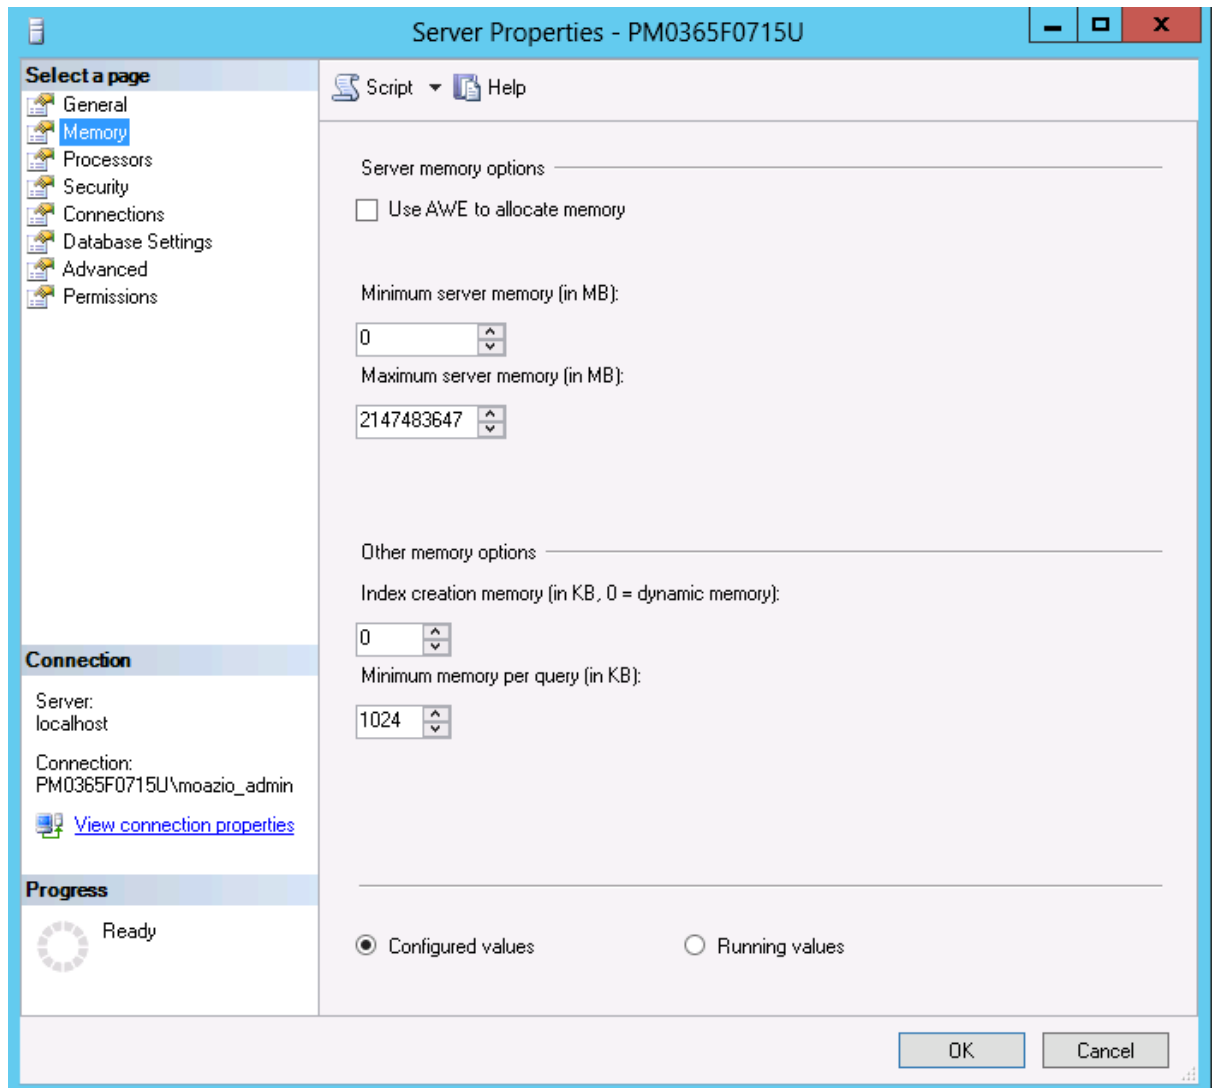 Server Properties - PM0365F0715U
Select a page
General
Memory
Processors
Security
Connections
Database Settings
Advanced
Permissions
Connection
Server:
localhost
Connection:
PM0365F0715U\moazio_admin
View connection properties
Progress
Ready
Script
Help
Server memory options
Use AWE to allocate memory
Minimum server memory (in MB):
0
Maximum server memory (in MB):
2147483647
Other memory options
Index creation memory (in KB, 0 = dynamic memory):
0
Minimum memory per query (in KB):
1024
Configured values
Running values
OK
Cancel